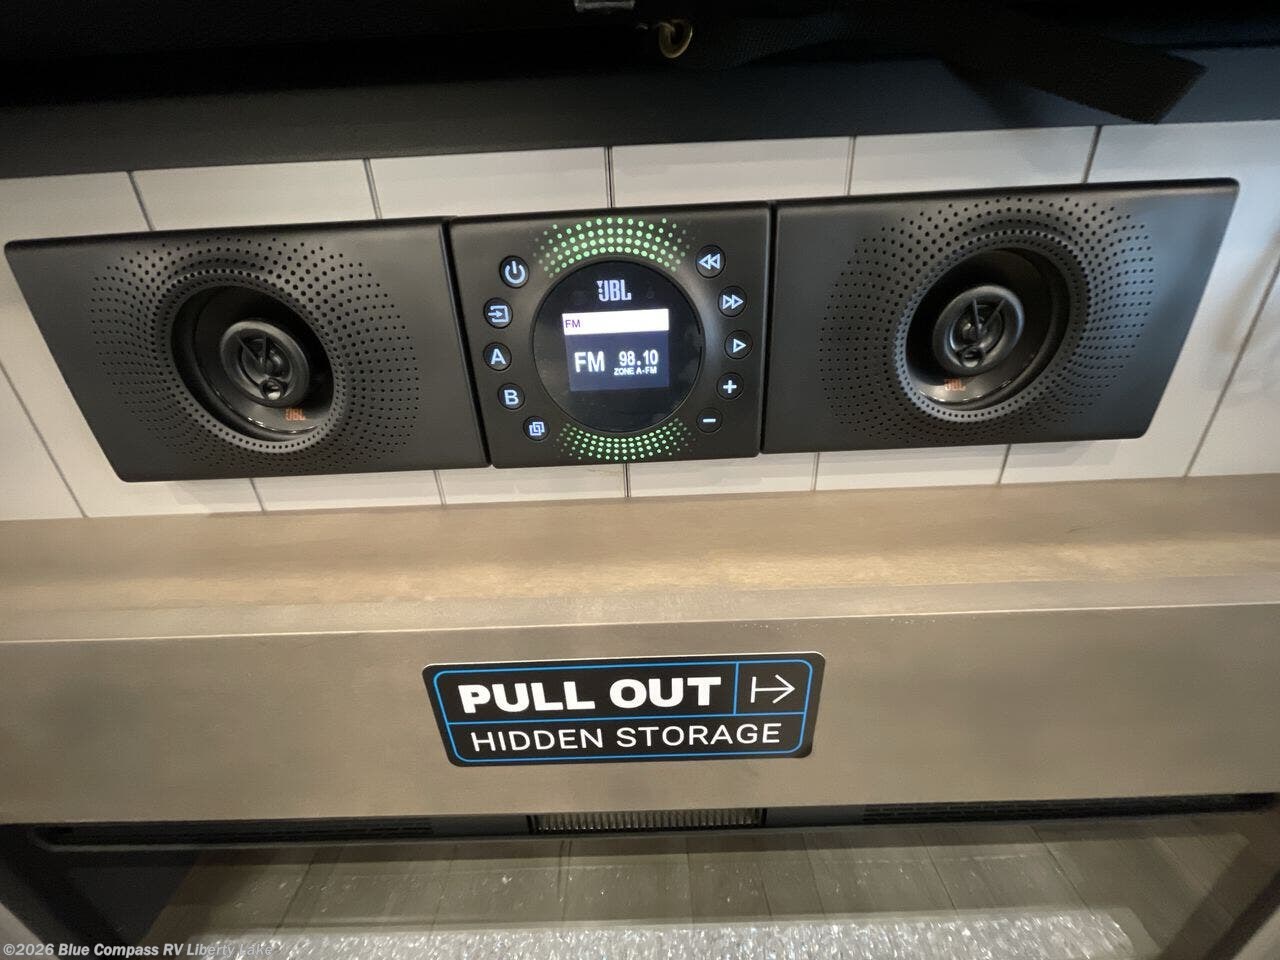 JBL
FM
FM 98.10
ZONE A-FM
A
B
JBL
JBL
PULL OUT
HIDDEN STORAGE
©2026 Blue Compass RV Liberty Lake